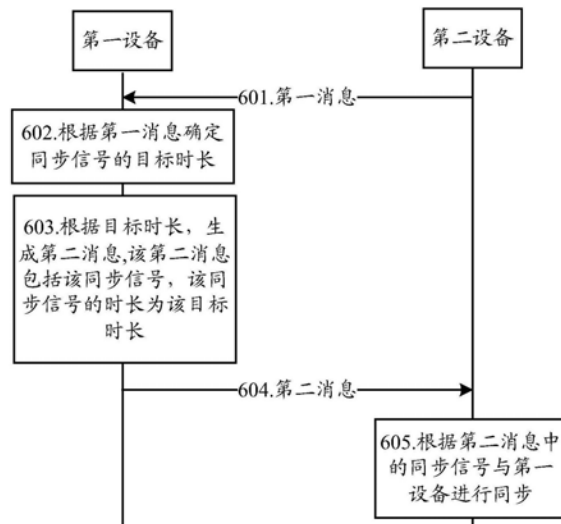 第一设备
第二设备
601.第一消息
602.根据第一消息确定
同步信号的目标时长
603.根据目标时长，生
成第二消息,该第二消息
包括该同步信号，该同
步信号的时长为该目标
时长
604.第二消息
605.根据第二消息中
的同步信号与第一
设备进行同步